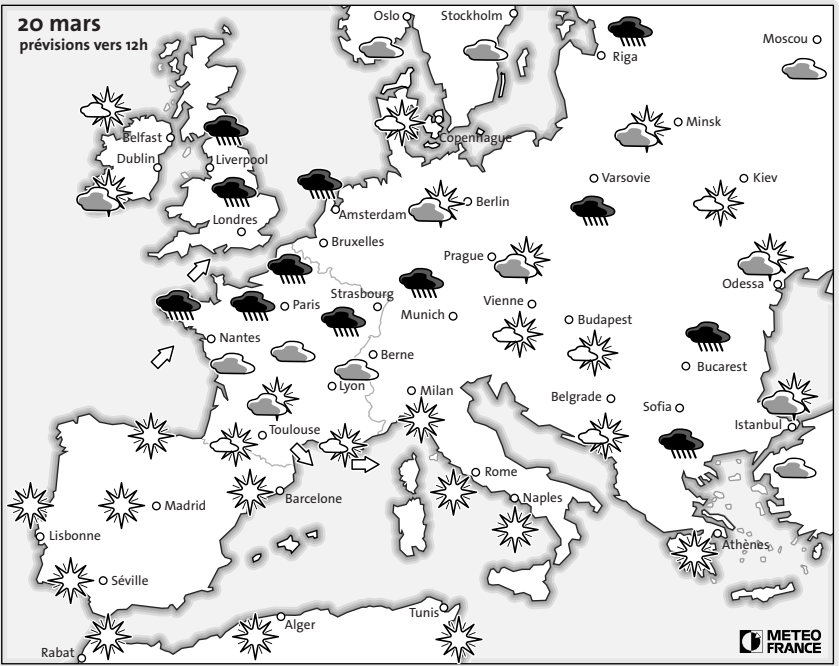 20 mars
prévisions vers 12h
Oslo
Stockholm
Riga
Moscou
Belfast
Dublin
Liverpool
Copenhague
Minsk
Londres
Amsterdam
Berlin
Varsovie
Kiev
Bruxelles
Prague
Odessa
Paris
Strasbourg
Munich
Vienne
Budapest
Nantes
Berne
Bucarest
Lyon
Milan
Belgrade
Sofia
Istanbul
Toulouse
Madrid
Barcelone
Rome
Naples
Lisbonne
Athènes
Séville
Alger
Tunis
Rabat
METEO
FRANCE